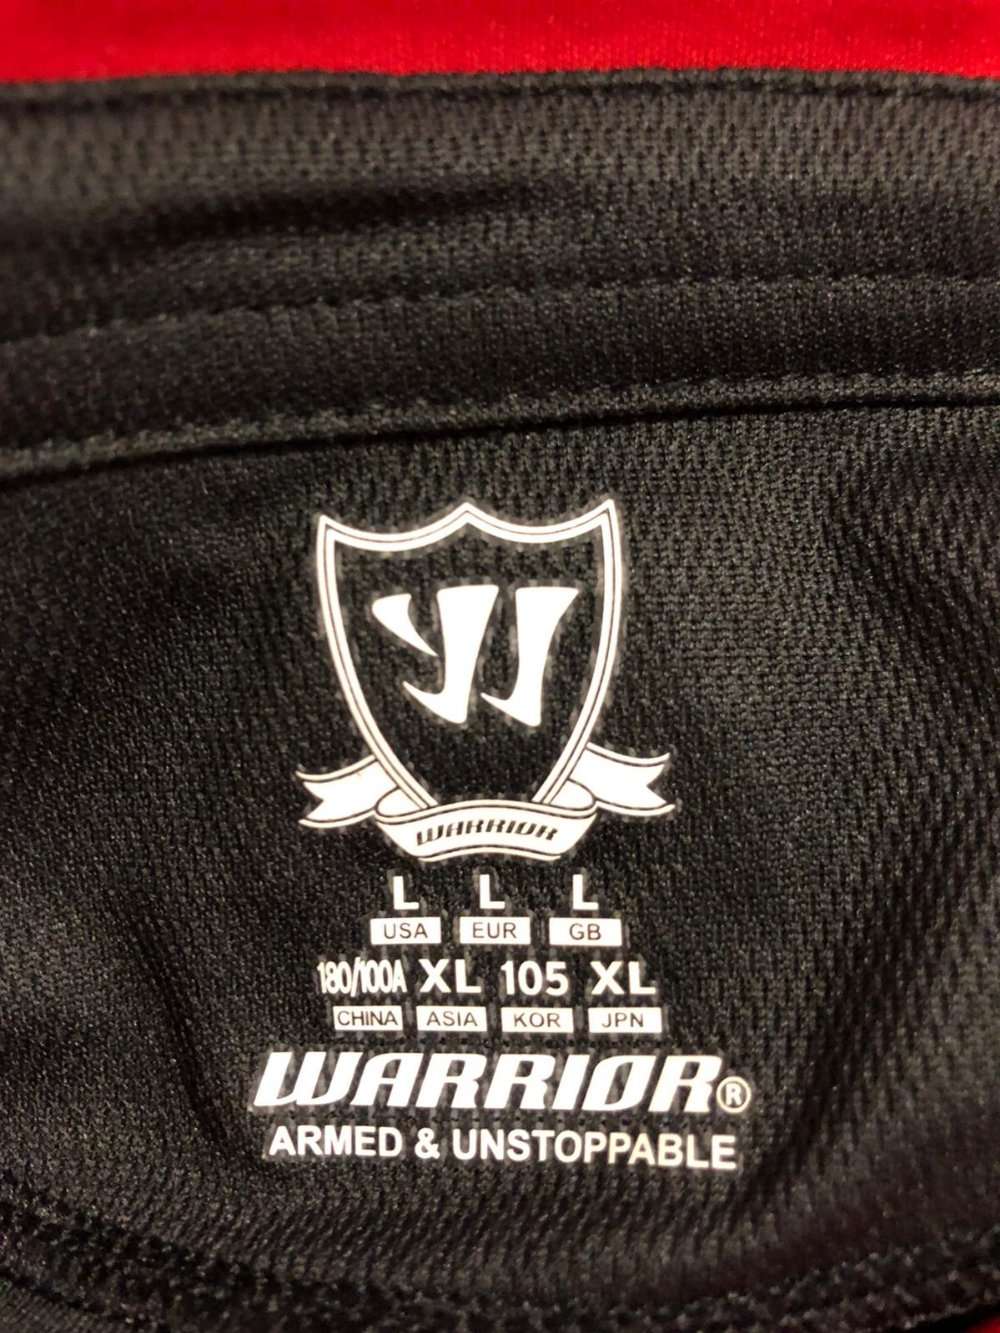 WARRIOR
L L L
USA EUR GB
180/100A XL 105 XL
CHINA ASIA KOR JPN
WARRIOR®
ARMED & UNSTOPPABLE